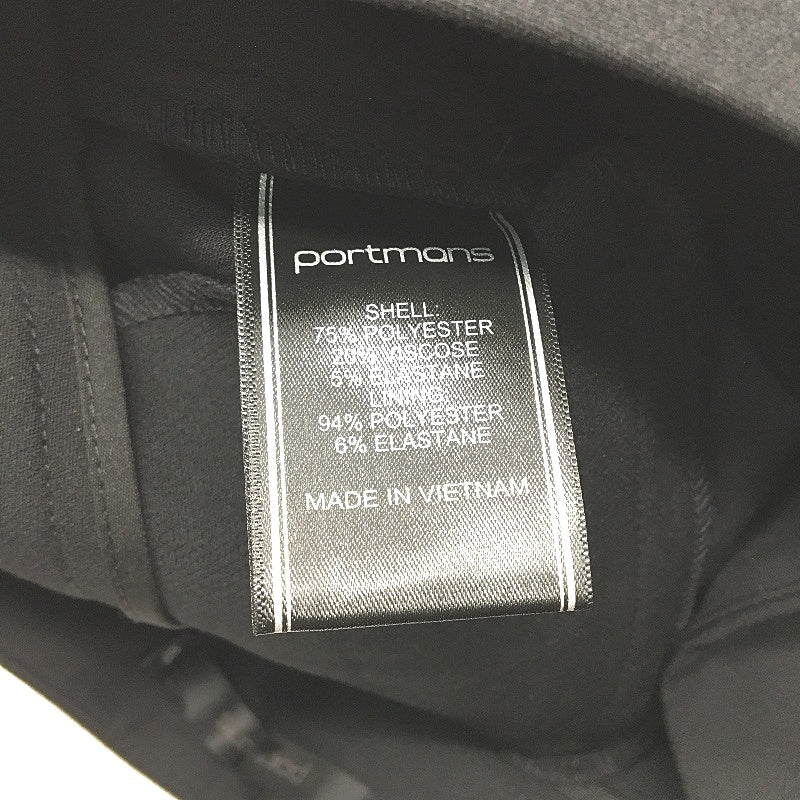 portmans
SHELL:
75% POLYESTER
20% VISCOSE
5% ELASTANE
LINING:
94% POLYESTER
6% ELASTANE
MADE IN VIETNAM